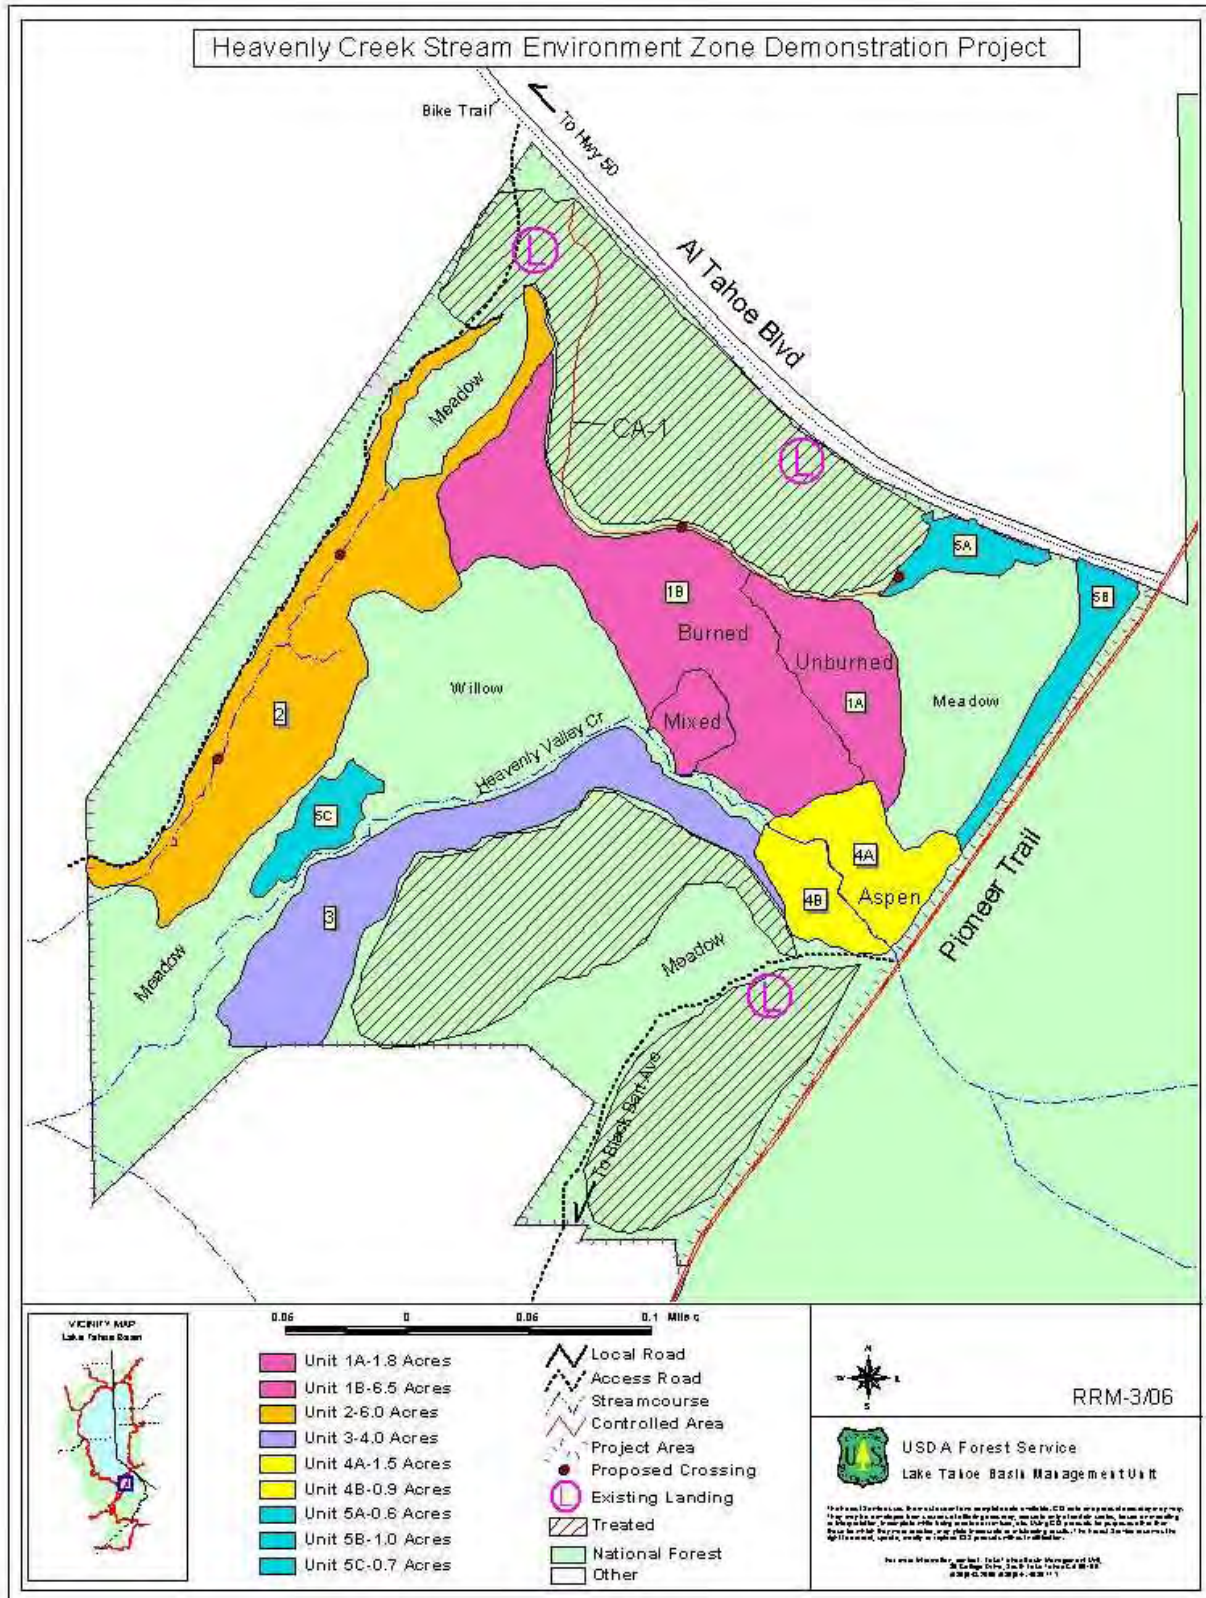 Heavenly Creek Stream Environment Zone Demonstration Project
Bike Trail
To Hwy 50
Al Tahoe Blvd
L
Meadow
CA-1
L
5A
1B
5B
Burned
Unburned
Willow
1A
Meadow
2
Mixed
Heavenly Valley Cr
5C
4A
Pioneer Trail
4B
Aspen
3
Meadow
Meadow
L
To Black Bart Ave
VICINITY MAP
Lake Tahoe Basin
0.06 0 0.06 0.1 Miles
Unit 1A-1.8 Acres
Unit 1B-6.5 Acres
Unit 2-6.0 Acres
Unit 3-4.0 Acres
Unit 4A-1.5 Acres
Unit 4B-0.9 Acres
Unit 5A-0.6 Acres
Unit 5B-1.0 Acres
Unit 5C-0.7 Acres
Local Road
Access Road
Streamcourse
Controlled Area
Project Area
Proposed Crossing
L Existing Landing
Treated
National Forest
Other
N
W E
S
RRM-3/06
U S
USDA Forest Service
Lake Tahoe Basin Management Unit